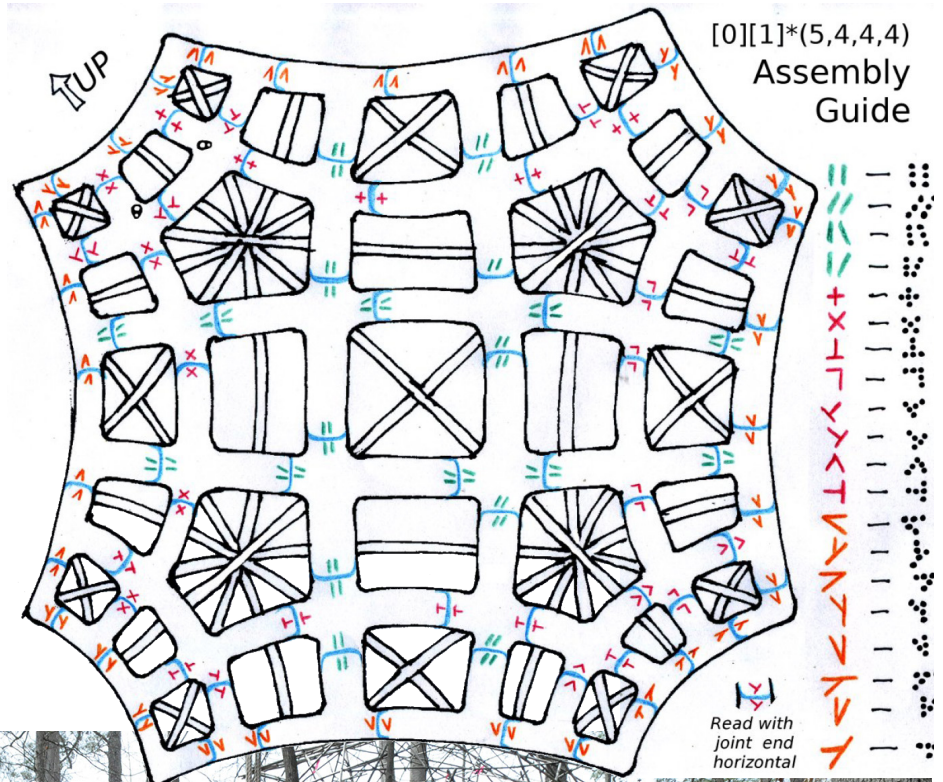 [0][1]*(5,4,4,4)
Assembly
Guide
UP
Read with
joint end
horizontal